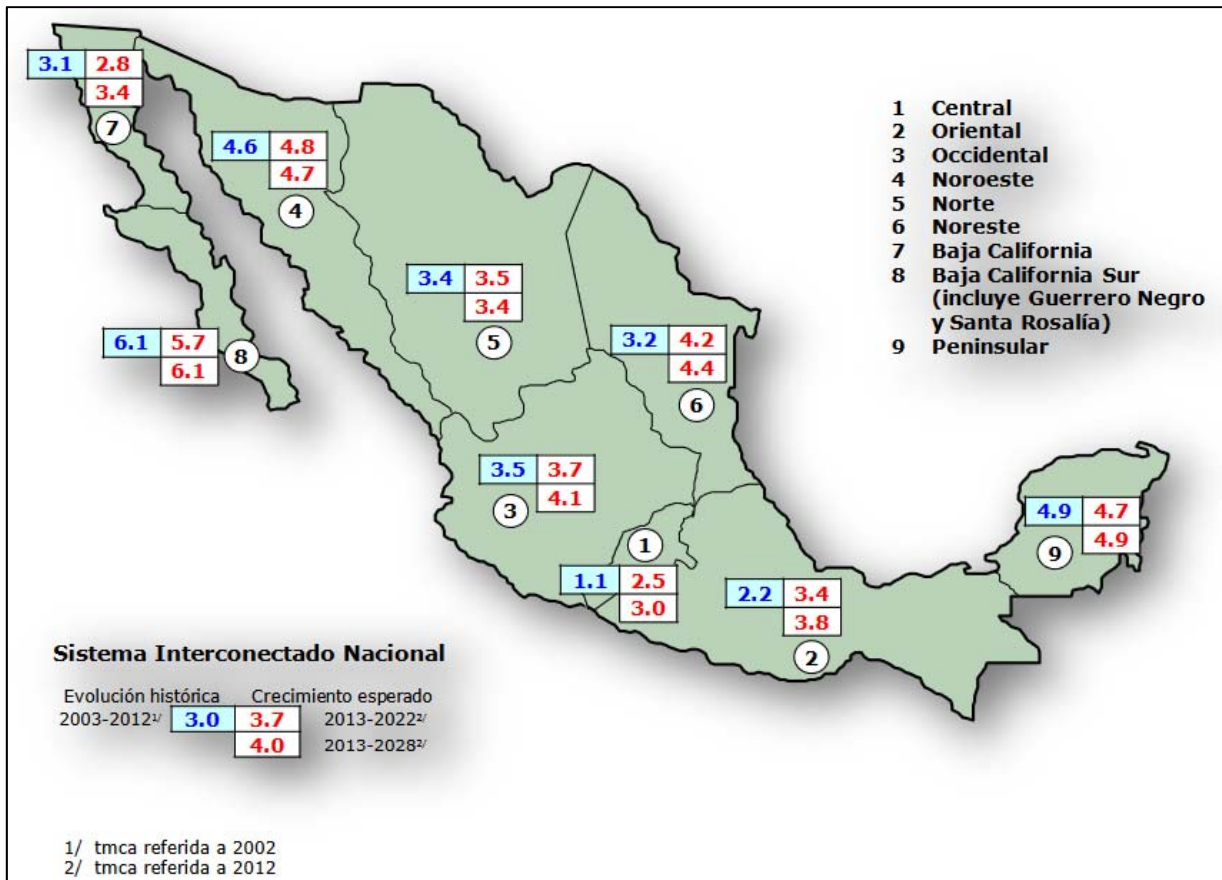 3.1 2.8
3.4
7
4.6 4.8
4.7
4
3.4 3.5
3.4
5
6.1 5.7
6.1
8
3.2 4.2
4.4
6
3.5 3.7
4.1
3
1
1.1 2.5
3.0
2.2 3.4
3.8
2
4.9 4.7
4.9
9
1 Central
2 Oriental
3 Occidental
4 Noroeste
5 Norte
6 Noreste
7 Baja California
8 Baja California Sur
(incluye Guerrero Negro
y Santa Rosalía)
9 Peninsular
Sistema Interconectado Nacional
Evolución histórica Crecimiento esperado
2003-2012 1/ 3.0 3.7 2013-2022 2/
4.0 2013-2028 2/
1/ tmca referida a 2002
2/ tmca referida a 2012